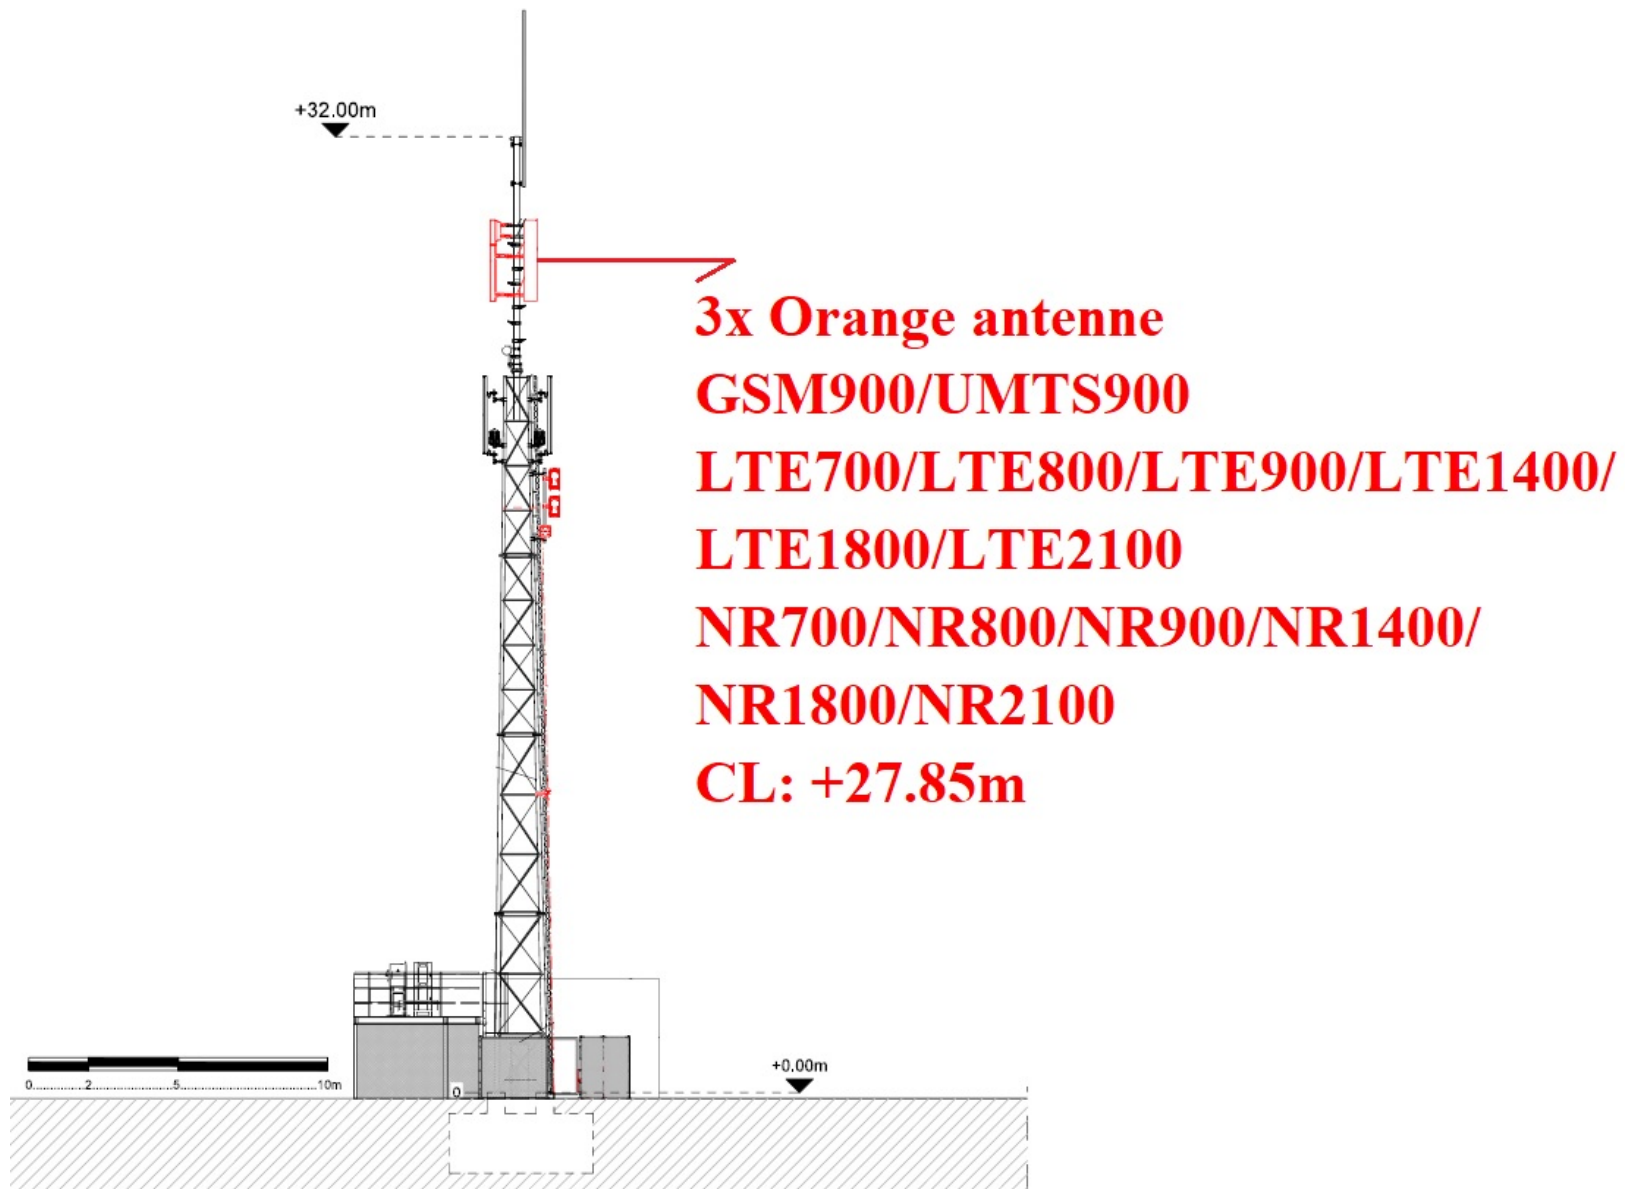 +32.00m
3x Orange antenne
GSM900/UMTS900
LTE700/LTE800/LTE900/LTE1400/
LTE1800/LTE2100
NR700/NR800/NR900/NR1400/
NR1800/NR2100
CL: +27.85m
+0.00m
0 2 5 10m
0